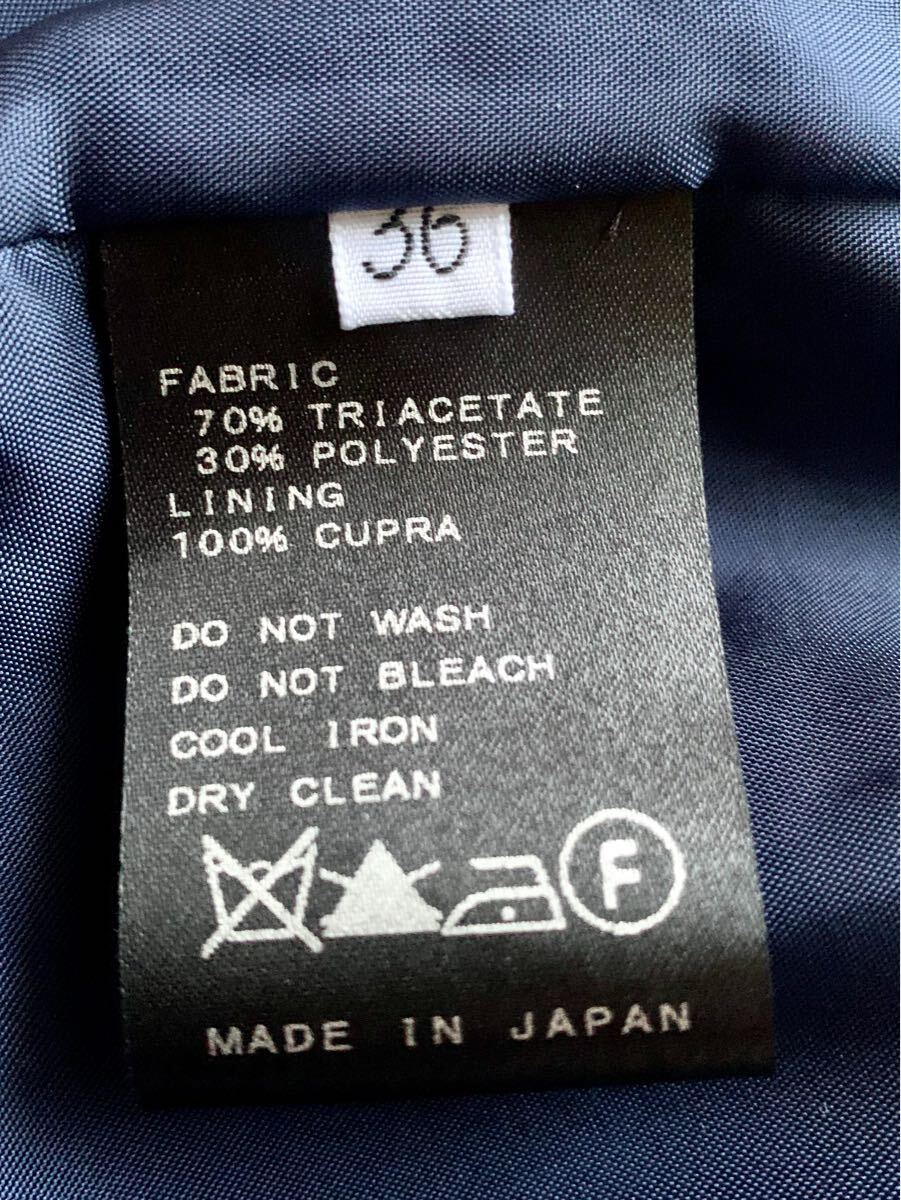 36
FABRIC
70% TRIACETATE
30% POLYESTER
LINING
100% CUPRA
DO NOT WASH
DO NOT BLEACH
COOL IRON
DRY CLEAN
F
MADE IN JAPAN